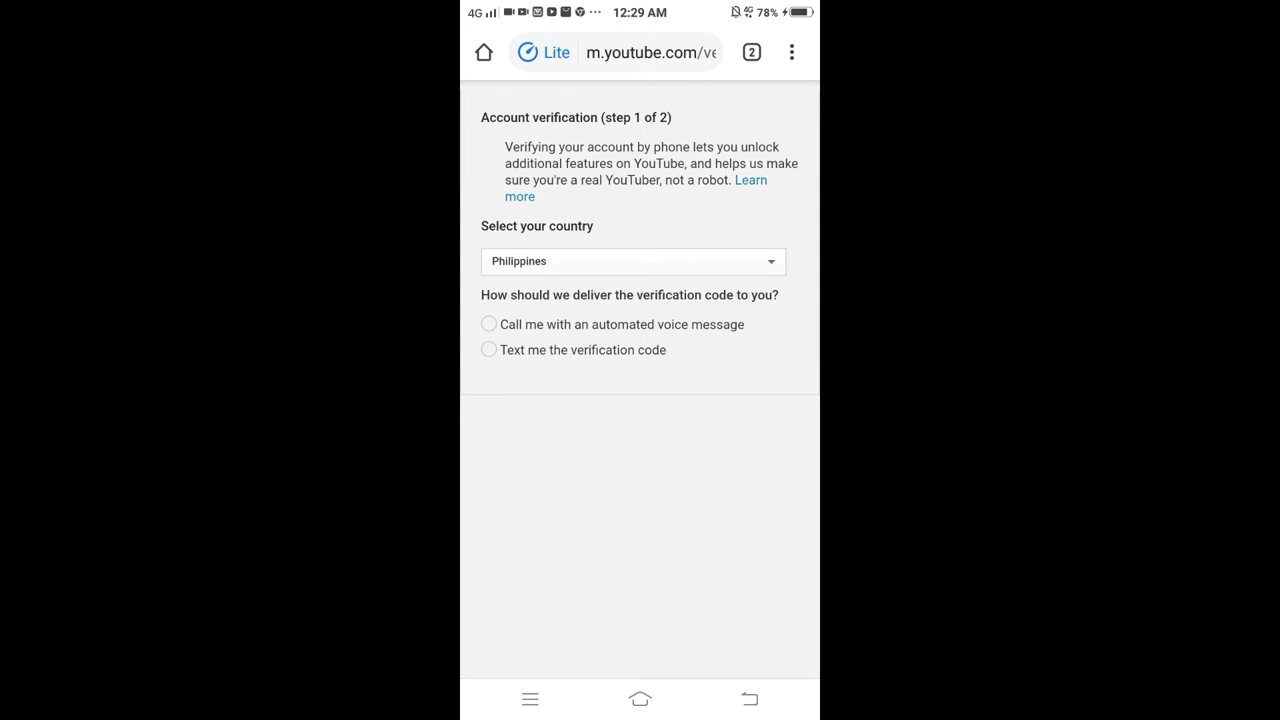 4G 12:29 AM 4G 78%
Lite m.youtube.com/ve 2
Account verification (step 1 of 2)
Verifying your account by phone lets you unlock
additional features on YouTube, and helps us make
sure you're a real YouTuber, not a robot. Learn
more
Select your country
Philippines
How should we deliver the verification code to you?
Call me with an automated voice message
Text me the verification code